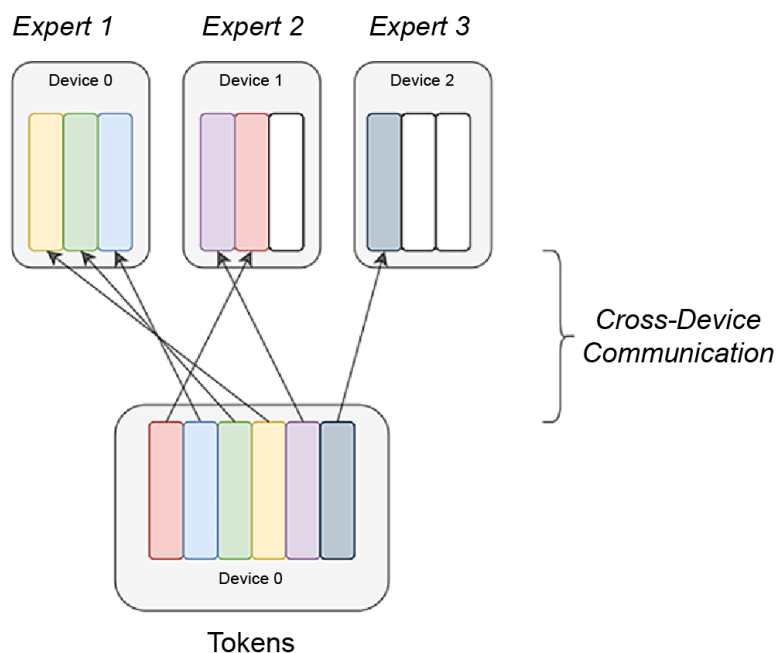 Expert 1
Expert 2
Expert 3
Device 0
Device 1
Device 2
Cross-Device
Communication
Device 0
Tokens